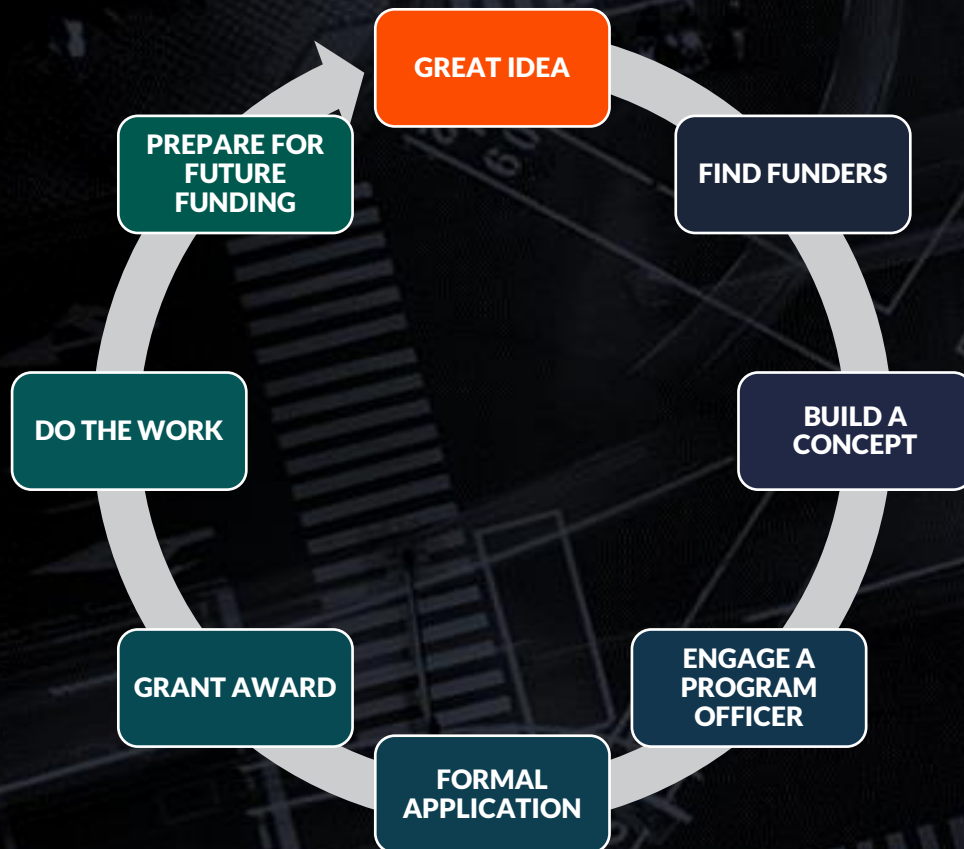 GREAT IDEA
FIND FUNDERS
BUILD A
CONCEPT
ENGAGE A
PROGRAM
OFFICER
FORMAL
APPLICATION
GRANT AWARD
DO THE WORK
PREPARE FOR
FUTURE
FUNDING
60